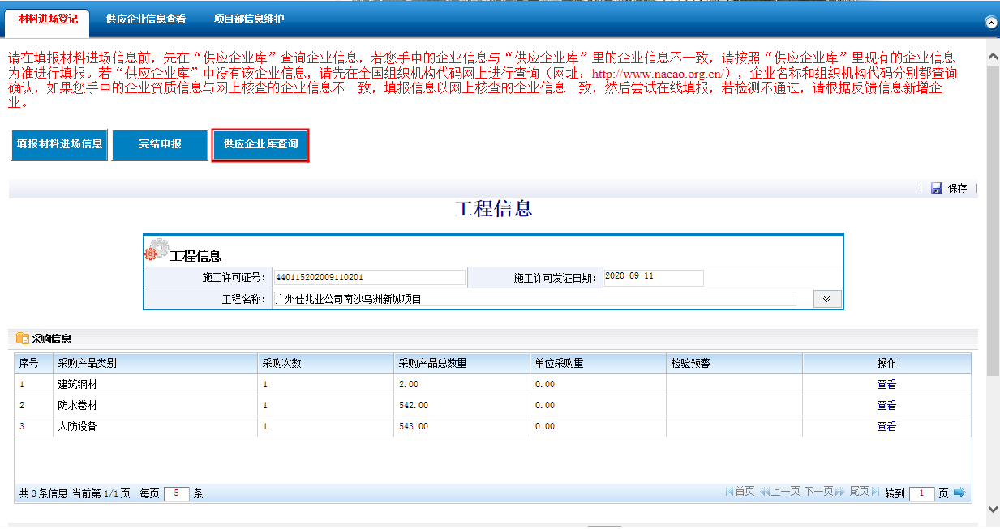 材料进场登记 供应企业信息查看 项目部信息维护
请在填报材料进场信息前，先在“供应企业库”查询企业信息，若您手中的企业信息与“供应企业库”里的企业信息不一致，请按照“供应企业库”里现有的企业信息
为准进行填报。若“供应企业库”中没有该企业信息，请先在全国组织机构代码网上进行查询（网址：http://www.nacao.org.cn/），企业名称和组织机构代码分别都查询
确认，如果您手中的企业资质信息与网上核查的企业信息不一致，填报信息以网上核查的企业信息一致，然后尝试在线填报，若检测不通过，请根据反馈信息新增企
业。
填报材料进场信息 完结申报 供应企业库查询
保存
工程信息
工程信息
施工许可证号： 440115202009110201 施工许可发证日期： 2020-09-11
工程名称： 广州佳兆业公司南沙乌洲新城项目
采购信息
序号 采购产品类别 采购次数 采购产品总数量 单位采购量 检验预警 操作
1 建筑钢材 1 2.00 0.00 查看
2 防水卷材 1 542.00 0.00 查看
3 人防设备 1 543.00 0.00 查看
共 3 条信息 当前第 1/1 页 每页 5 条 首页 上一页 下一页 尾页 转到 1 页